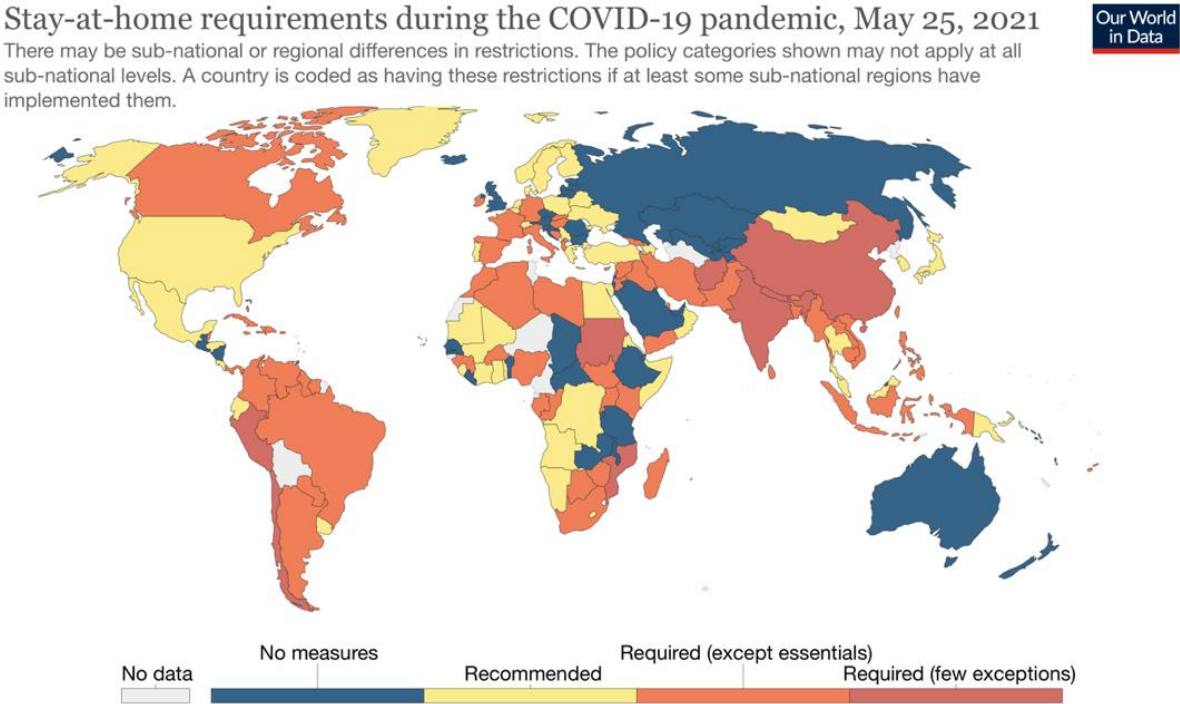 Stay-at-home requirements during the COVID-19 pandemic, May 25, 2021
Our World
in Data
There may be sub-national or regional differences in restrictions. The policy categories shown may not apply at all
sub-national levels. A country is coded as having these restrictions if at least some sub-national regions have
implemented them.
No data
No measures
Recommended
Required (except essentials)
Required (few exceptions)